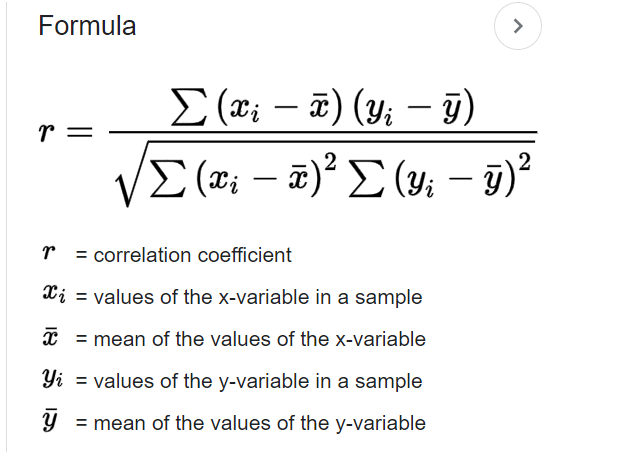 Formula
r = ∑ (xᵢ − x̄) (yᵢ − ȳ) / √ ∑ (xᵢ − x̄)² ∑ (yᵢ − ȳ)²
r = correlation coefficient
xᵢ = values of the x-variable in a sample
x̄ = mean of the values of the x-variable
yᵢ = values of the y-variable in a sample
ȳ = mean of the values of the y-variable